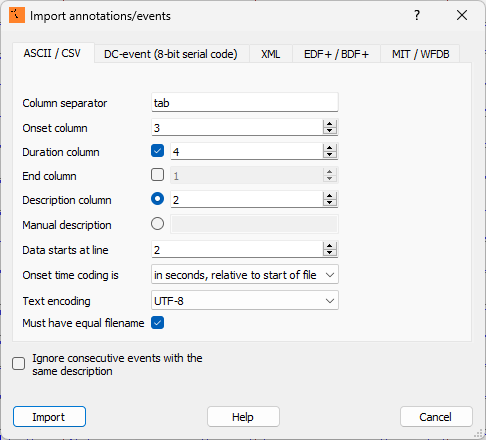 Import annotations/events
ASCII / CSV
DC-event (8-bit serial code)
XML
EDF+ / BDF+
MIT / WFDB
Column separator
tab
Onset column
3
Duration column
4
End column
1
Description column
2
Manual description
Data starts at line
2
Onset time coding is
in seconds, relative to start of file
Text encoding
UTF-8
Must have equal filename
Ignore consecutive events with the
same description
Import
Help
Cancel